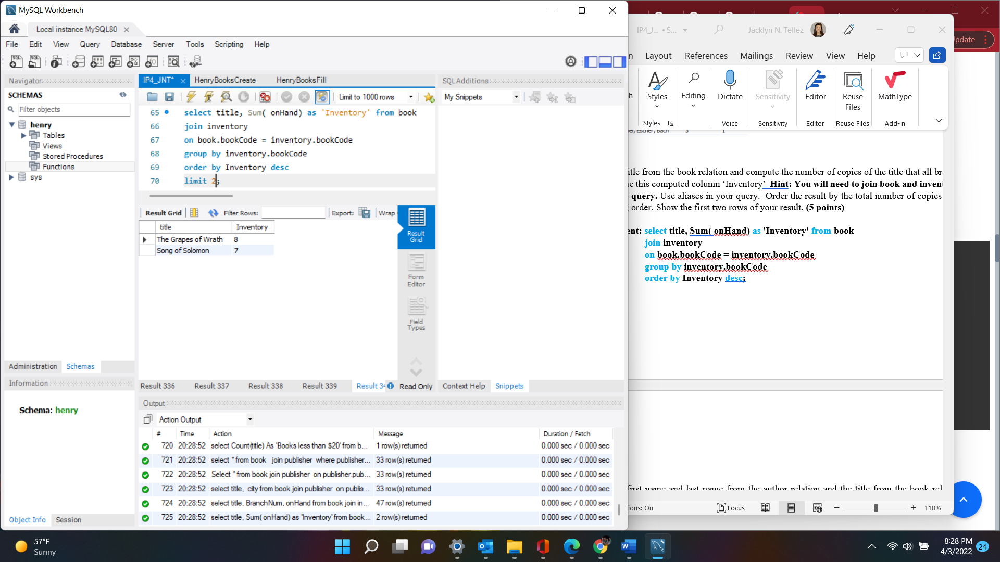 MySQL Workbench
Local instance MySQL80
File Edit View Query Database Server Tools Scripting Help
Navigator
SCHEMAS
Filter objects
henry
Tables
Views
Stored Procedures
Functions
sys
Administration Schemas
Information
Schema: henry
Object Info Session
IP4_JNT* HenryBooksCreate HenryBooksFill
Limit to 1000 rows
65 select title, Sum( onHand) as 'Inventory' from book
66 join inventory
67 on book.bookCode = inventory.bookCode
68 group by inventory.bookCode
69 order by Inventory desc
70 limit 2;
Result Grid Filter Rows: Export: Wrap
title Inventory
The Grapes of Wrath 8
Song of Solomon 7
Result Grid
Form Editor
Field Types
Result 336 Result 337 Result 338 Result 339 Result 34 Read Only
SQLAdditions
My Snippets
Context Help Snippets
Output
Action Output
# Time Action Message Duration / Fetch
720 20:28:52 select Count(title) As 'Books less than $20' from b... 1 row(s) returned 0.000 sec / 0.000 sec
721 20:28:52 select * from book join publisher where publisher... 33 row(s) returned 0.000 sec / 0.000 sec
722 20:28:52 Select * from book join publisher on publisher.pub... 33 row(s) returned 0.000 sec / 0.000 sec
723 20:28:52 select title, city from book join publisher on publis... 33 row(s) returned 0.000 sec / 0.000 sec
724 20:28:52 select title, BranchNum, onHand from book join in... 47 row(s) returned 0.000 sec / 0.000 sec
725 20:28:52 select title, Sum( onHand) as 'Inventory' from book... 2 row(s) returned 0.000 sec / 0.000 sec
IP4_J... • S... Jacklyn N. Tellez
pdate
n Layout References Mailings Review View Help
h Styles Editing Dictate Sensitivity Editor Reuse Files MathType
Styles Voice Sensitivity Editor Reuse Files Add-in
Escher, Bach 3 1
itle from the book relation and compute the number of copies of the title that all br
e this computed column ‘Inventory’ Hint: You will need to join book and inven
query. Use aliases in your query. Order the result by the total number of copies
order. Show the first two rows of your result. (5 points)
ent: select title, Sum( onHand) as 'Inventory' from book
join inventory
on book.bookCode = inventory.bookCode
group by inventory.bookCode
order by Inventory desc;
first name and last name from the author relation and the title from the book rel
ions: On Focus 110%
57°F
Sunny
8:28 PM
4/3/2022
24